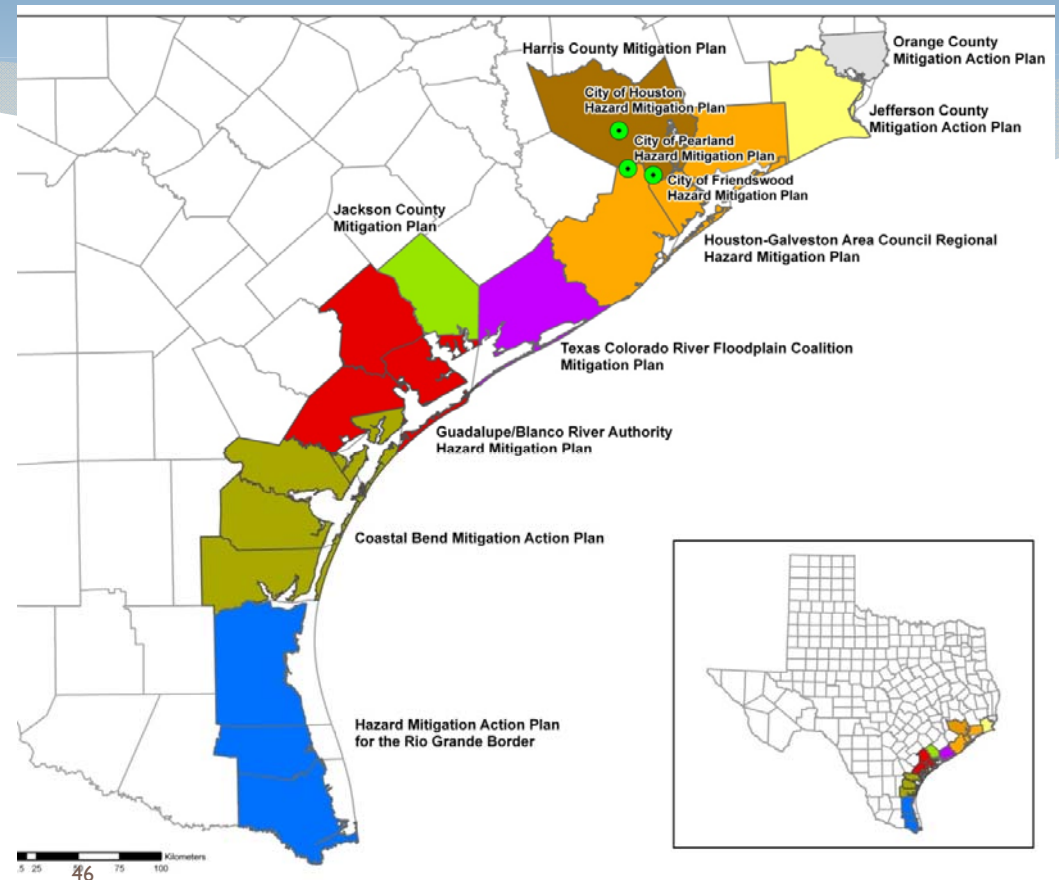 Harris County Mitigation Plan
Orange County
Mitigation Action Plan
City of Houston
Hazard Mitigation Plan
Jefferson County
Mitigation Action Plan
City of Pearland
Hazard Mitigation Plan
City of Friendswood
Hazard Mitigation Plan
Jackson County
Mitigation Plan
Houston-Galveston Area Council Regional
Hazard Mitigation Plan
Texas Colorado River Floodplain Coalition
Mitigation Plan
Guadalupe/Blanco River Authority
Hazard Mitigation Plan
Coastal Bend Mitigation Action Plan
Hazard Mitigation Action Plan
for the Rio Grande Border
Kilometers
25 75 100
46